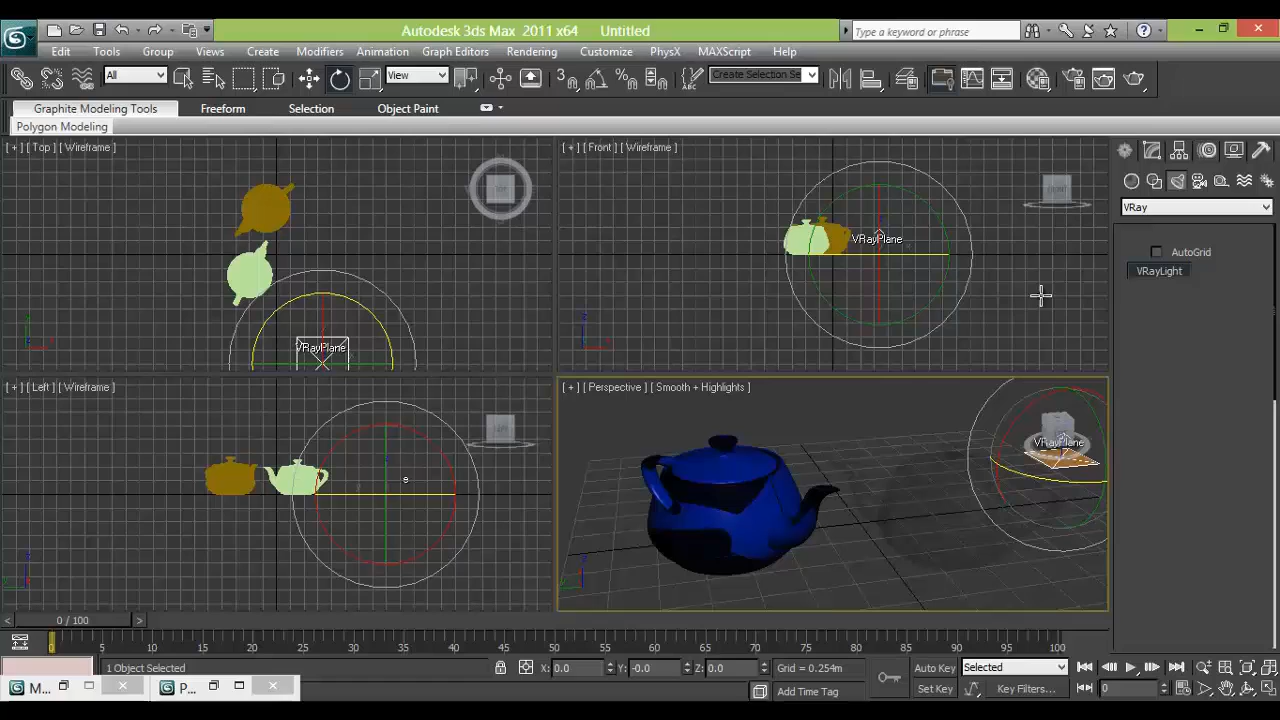 Autodesk 3ds Max 2011 x64 Untitled
Type a keyword or phrase
Edit Tools Group Views Create Modifiers Animation Graph Editors Rendering Customize PhysX MAXScript Help
All View Create Selection Se
Graphite Modeling Tools Freeform Selection Object Paint
Polygon Modeling
[ + ] [ Top ] [ Wireframe ]
TOP
VRayPlane
[ + ] [ Front ] [ Wireframe ]
FRONT
VRayPlane
VRay
AutoGrid
VRayLight
[ + ] [ Left ] [ Wireframe ]
LEFT
[ + ] [ Perspective ] [ Smooth + Highlights ]
VRayPlane
< 0 / 100 >
0 5 10 15 20 25 30 35 40 45 50 55 60 65 70 75 80 85 90 95 100
1 Object Selected X: 0.0 Y: -0.0 Z: 0.0 Grid = 0.254m Auto Key Selected
M... P... Add Time Tag Set Key Key Filters... 0